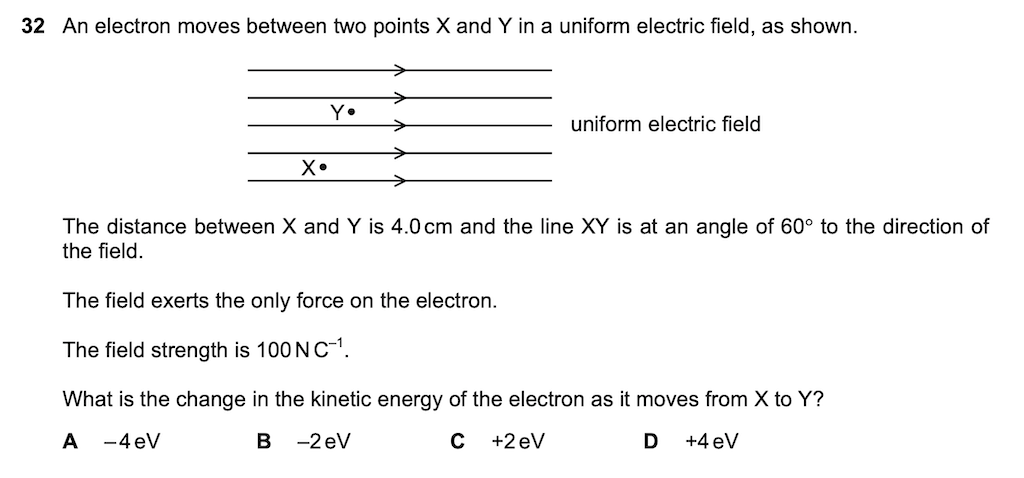 32 An electron moves between two points X and Y in a uniform electric field, as shown.
Y
uniform electric field
X
The distance between X and Y is 4.0 cm and the line XY is at an angle of 60° to the direction of
the field.
The field exerts the only force on the electron.
The field strength is 100 N C⁻¹.
What is the change in the kinetic energy of the electron as it moves from X to Y?
A –4 eV B –2 eV C +2 eV D +4 eV